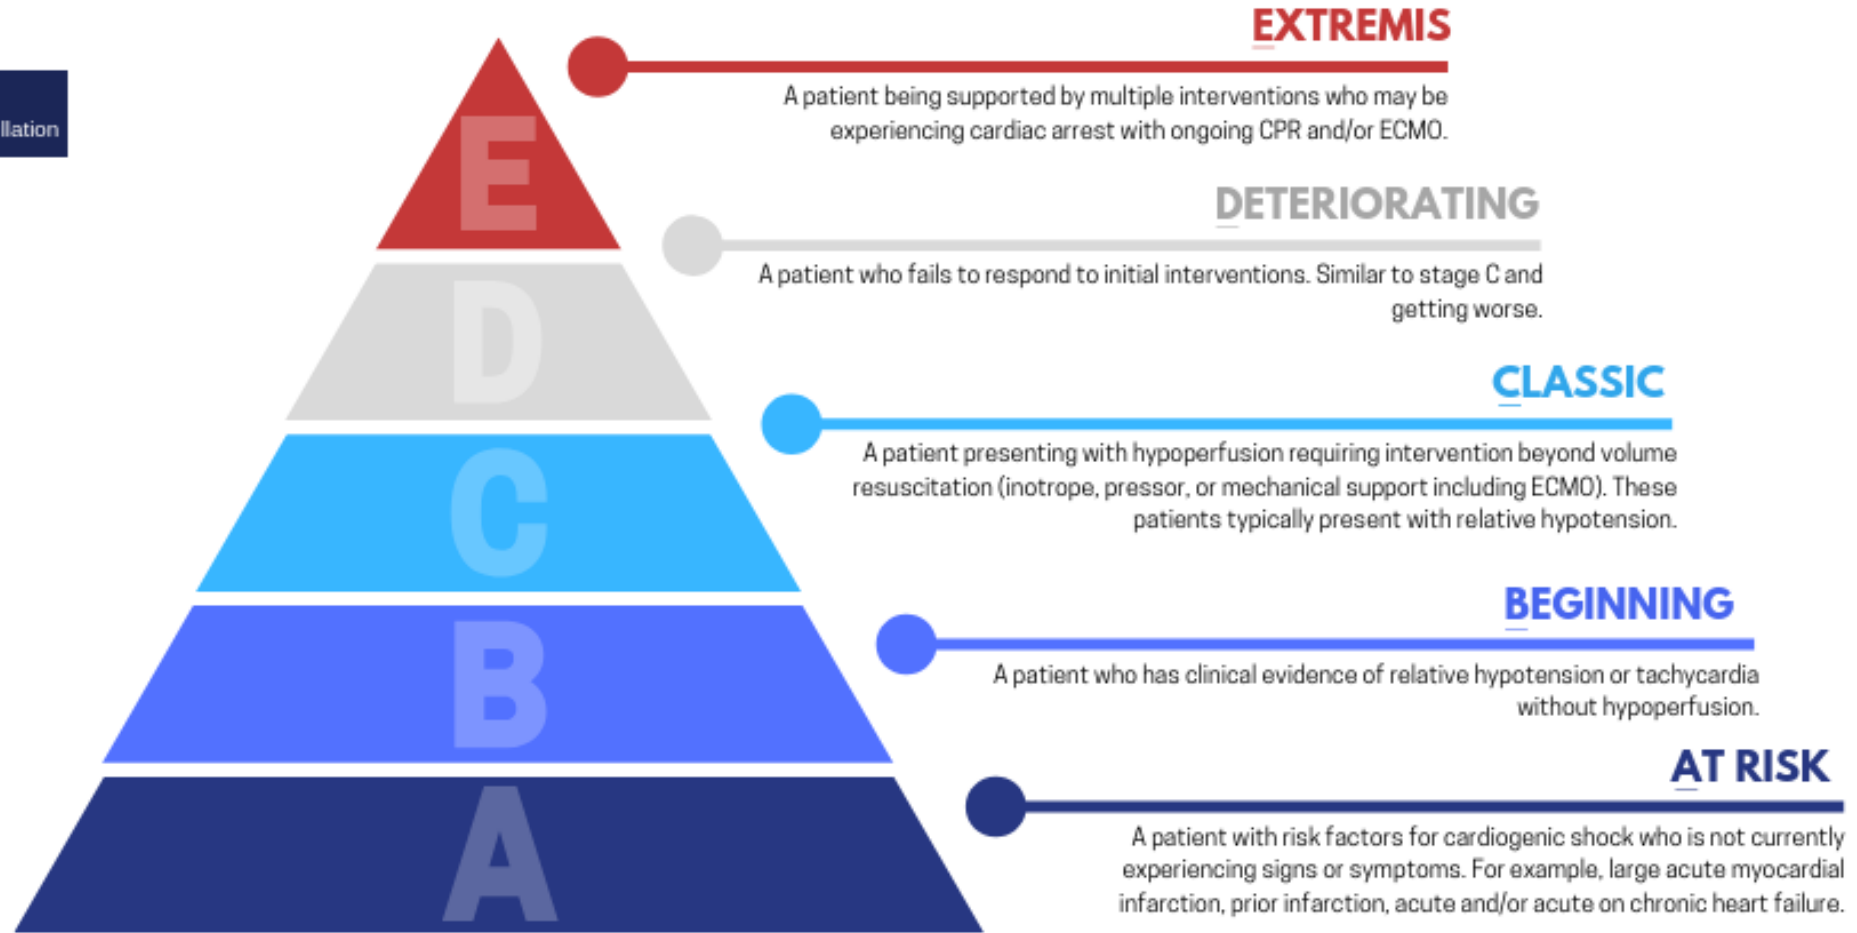 EXTREMIS
A patient being supported by multiple interventions who may be
experiencing cardiac arrest with ongoing CPR and/or ECMO.
llation
E
DETERIORATING
A patient who fails to respond to initial interventions. Similar to stage C and
getting worse.
D
CLASSIC
A patient presenting with hypoperfusion requiring intervention beyond volume
resuscitation (inotrope, pressor, or mechanical support including ECMO). These
patients typically present with relative hypotension.
C
BEGINNING
A patient who has clinical evidence of relative hypotension or tachycardia
without hypoperfusion.
B
AT RISK
A patient with risk factors for cardiogenic shock who is not currently
experiencing signs or symptoms. For example, large acute myocardial
infarction, prior infarction, acute and/or acute on chronic heart failure.
A